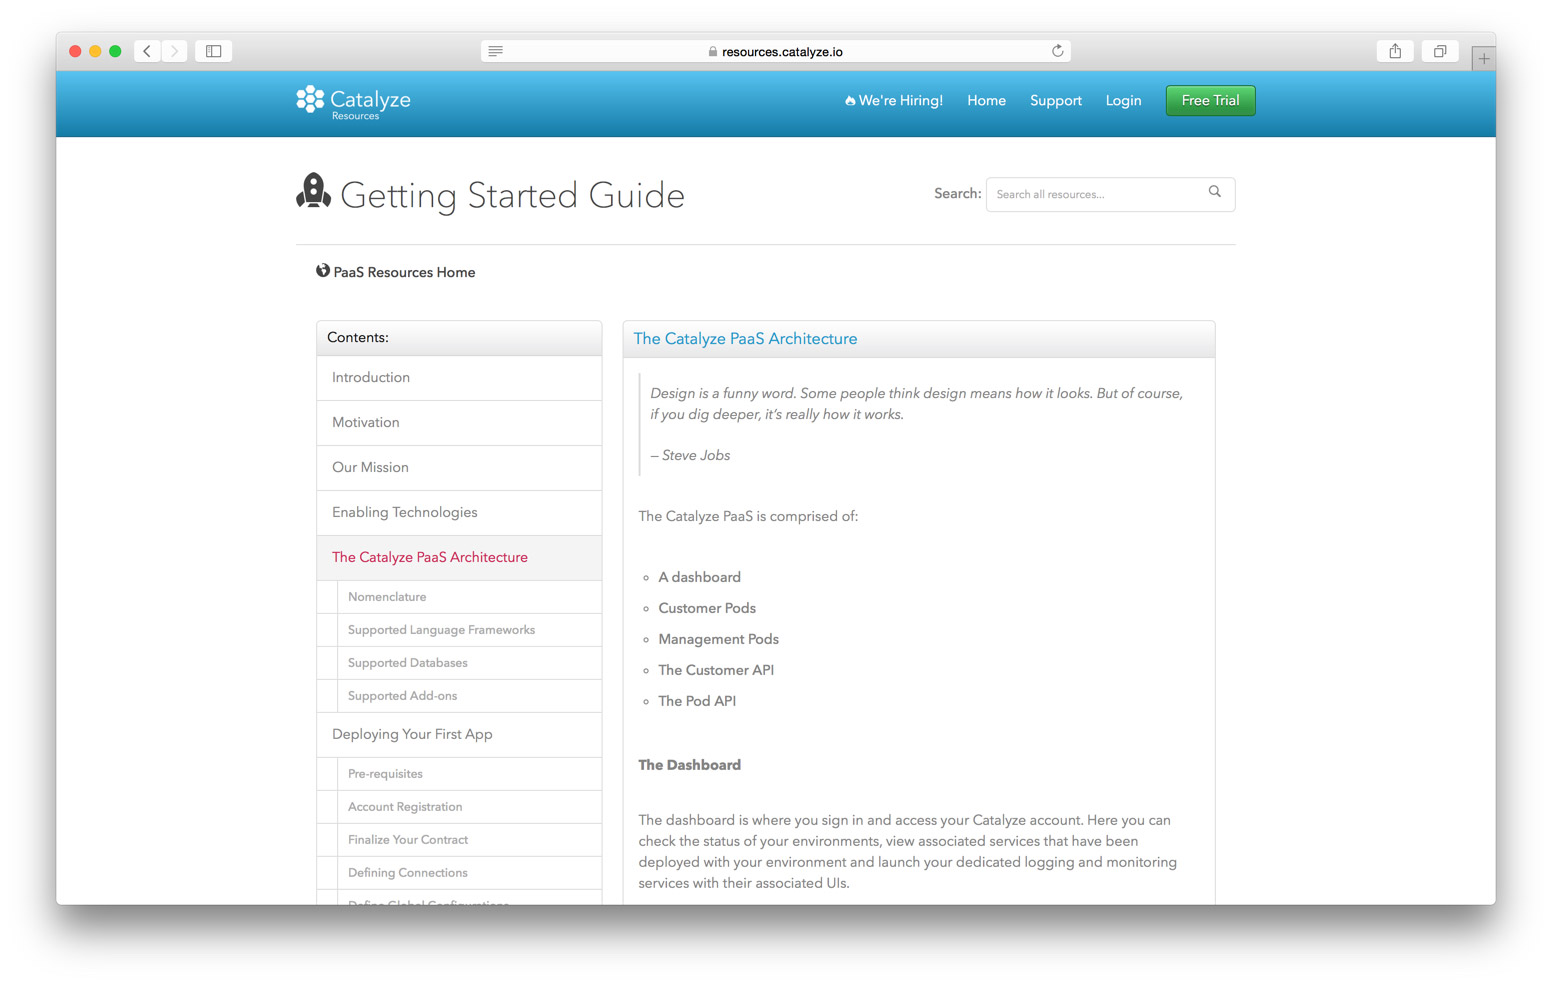 resources.catalyze.io
Catalyze
Resources
We're Hiring!
Home
Support
Login
Free Trial
Getting Started Guide
Search:
Search all resources...
PaaS Resources Home
Contents:
Introduction
Motivation
Our Mission
Enabling Technologies
The Catalyze PaaS Architecture
Nomenclature
Supported Language Frameworks
Supported Databases
Supported Add-ons
Deploying Your First App
Pre-requisites
Account Registration
Finalize Your Contract
Defining Connections
Define Global Configurations
The Catalyze PaaS Architecture
Design is a funny word. Some people think design means how it looks. But of course,
if you dig deeper, it’s really how it works.
– Steve Jobs
The Catalyze PaaS is comprised of:
A dashboard
Customer Pods
Management Pods
The Customer API
The Pod API
The Dashboard
The dashboard is where you sign in and access your Catalyze account. Here you can
check the status of your environments, view associated services that have been
deployed with your environment and launch your dedicated logging and monitoring
services with their associated UIs.